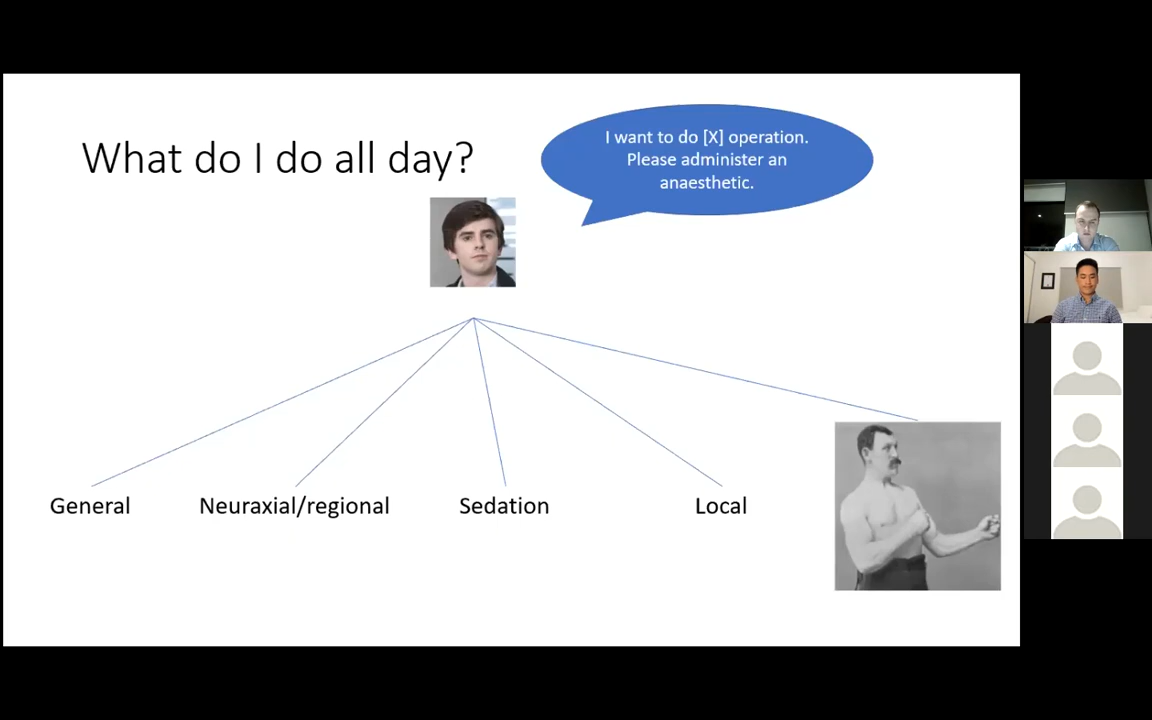 What do I do all day?
I want to do [X] operation.
Please administer an
anaesthetic.
General
Neuraxial/regional
Sedation
Local